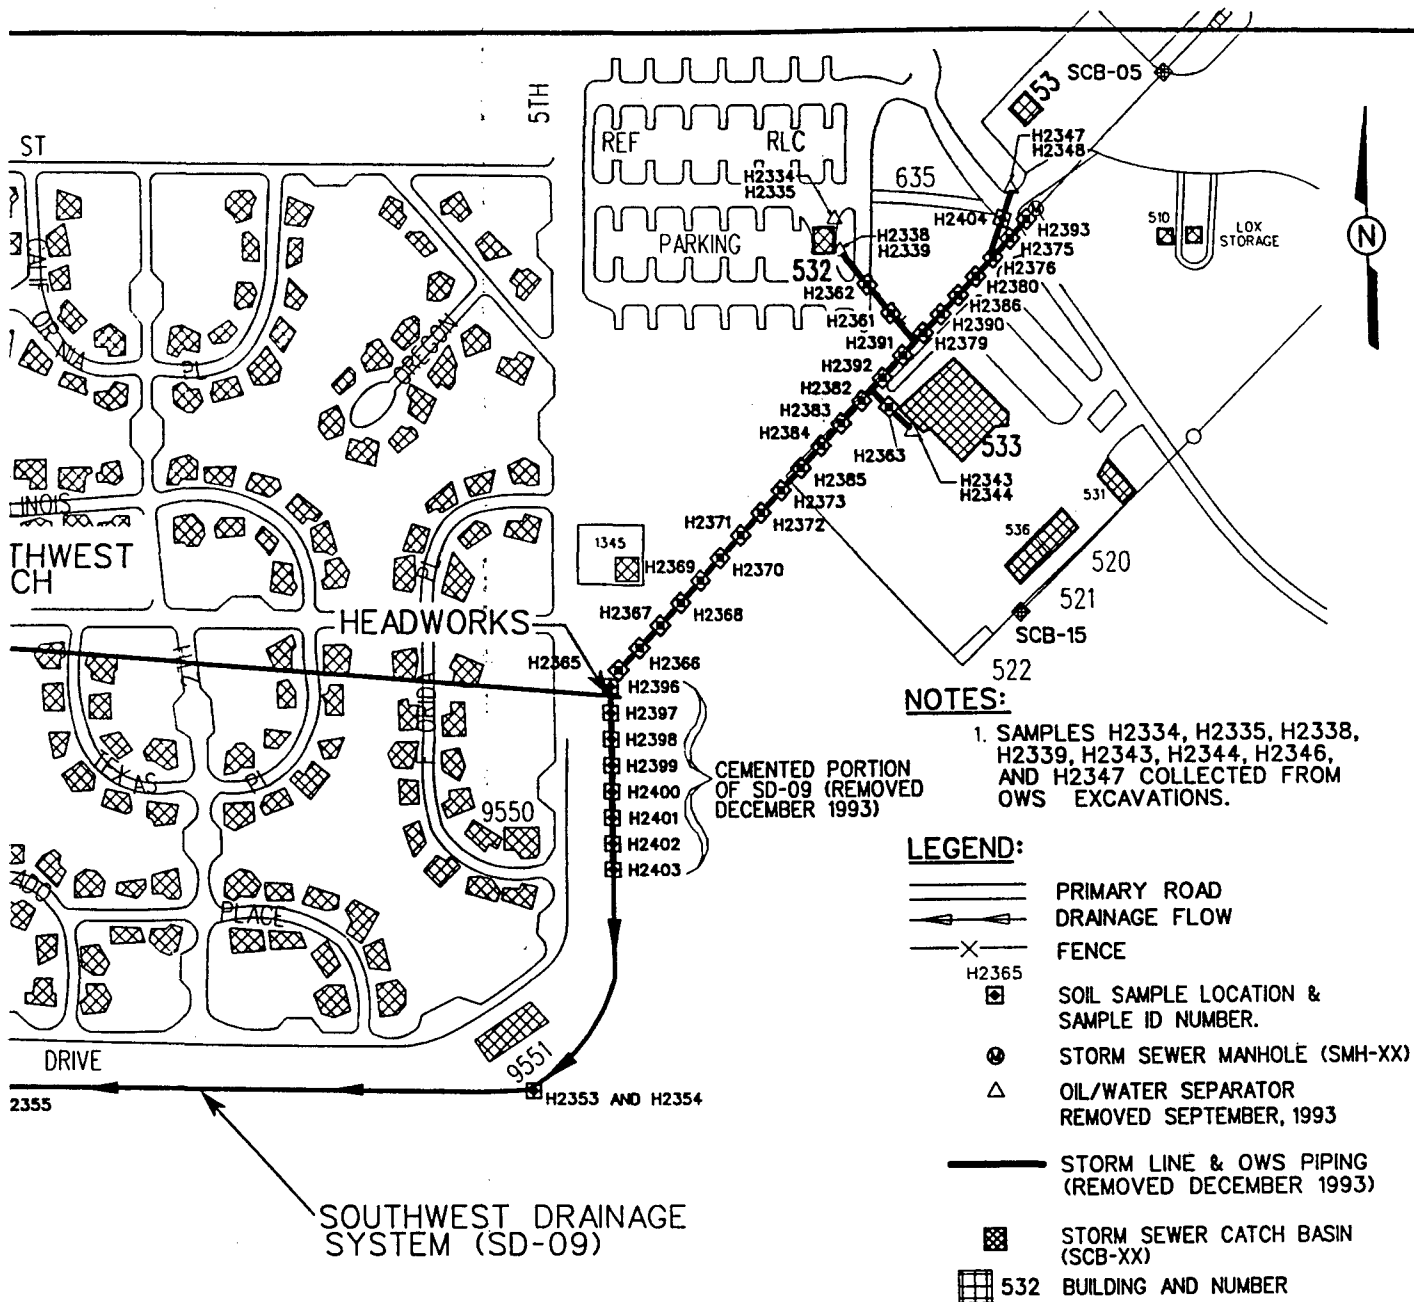 ST
5TH
REF
RLC
PARKING
53
SCB-05
H2347
H2348
H2334
H2335
635
H2404
H2393
H2375
H2376
H2380
H2386
H2390
H2379
H2338
H2339
532
H2362
H2361
H2391
H2392
H2382
H2383
H2384
H2363
H2385
H2373
H2372
H2371
H2370
H2369
H2368
H2367
H2366
H2365
H2343
H2344
533
510
LOX
STORAGE
N
531
536
520
521
522
SCB-15
1345
CALIF
ORNIA
PL
OREGON
INOIS
THWEST
CH
HEADWORKS
PL
TEXAS
PL
9550
PLACE
DRIVE
9551
H2396
H2397
H2398
H2399
H2400
H2401
H2402
H2403
CEMENTED PORTION
OF SD-09 (REMOVED
DECEMBER 1993)
2355
H2353 AND H2354
SOUTHWEST DRAINAGE
SYSTEM (SD-09)
NOTES:
1. SAMPLES H2334, H2335, H2338,
H2339, H2343, H2344, H2346,
AND H2347 COLLECTED FROM
OWS EXCAVATIONS.
LEGEND:
PRIMARY ROAD
DRAINAGE FLOW
FENCE
H2365
SOIL SAMPLE LOCATION &
SAMPLE ID NUMBER.
M
STORM SEWER MANHOLE (SMH-XX)
OIL/WATER SEPARATOR
REMOVED SEPTEMBER, 1993
STORM LINE & OWS PIPING
(REMOVED DECEMBER 1993)
STORM SEWER CATCH BASIN
(SCB-XX)
532 BUILDING AND NUMBER